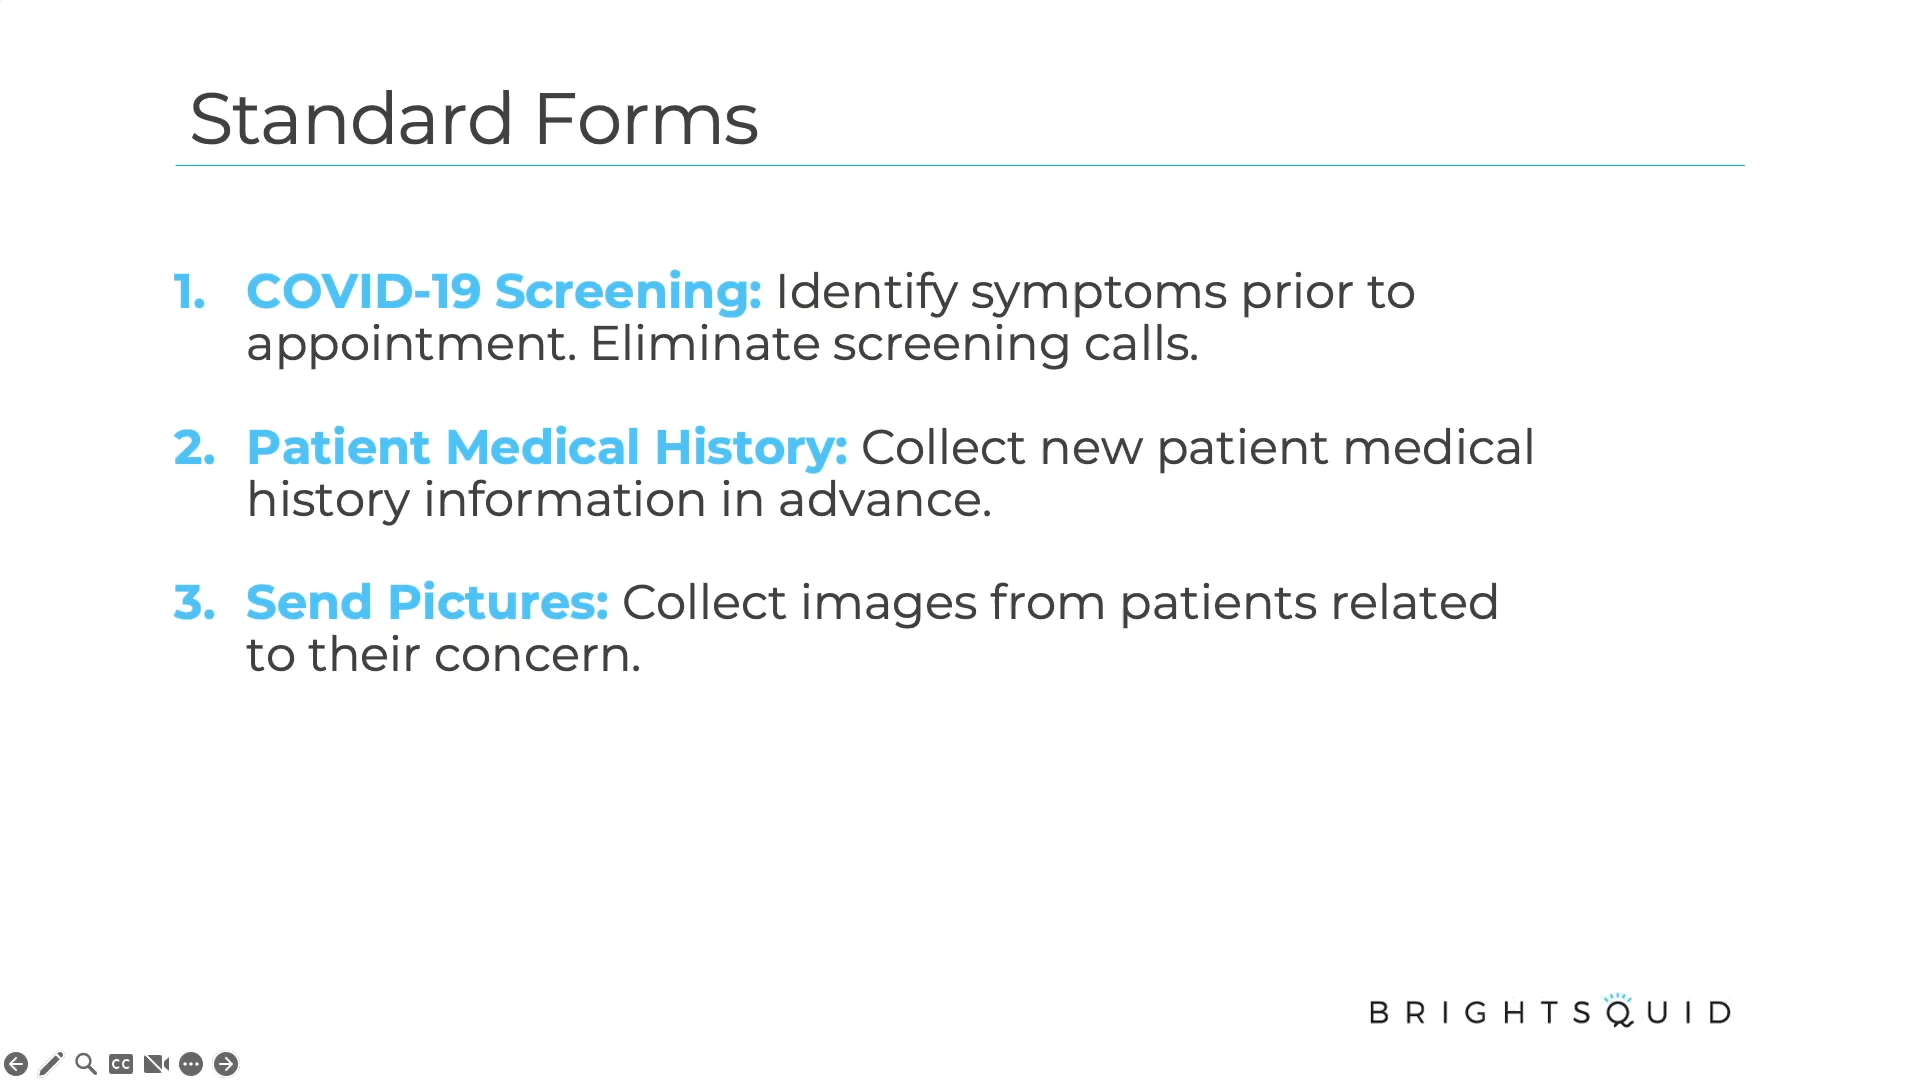 Standard Forms
1. COVID-19 Screening: Identify symptoms prior to
appointment. Eliminate screening calls.
2. Patient Medical History: Collect new patient medical
history information in advance.
3. Send Pictures: Collect images from patients related
to their concern.
BRIGHTSQUID
CC